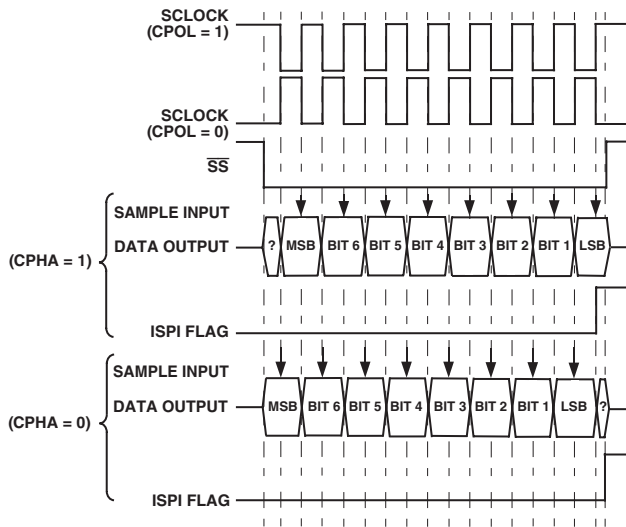 SCLOCK
(CPOL = 1)
SCLOCK
(CPOL = 0)
SS
(CPHA = 1)
SAMPLE INPUT
DATA OUTPUT
? MSB BIT 6 BIT 5 BIT 4 BIT 3 BIT 2 BIT 1 LSB
ISPI FLAG
(CPHA = 0)
SAMPLE INPUT
DATA OUTPUT
MSB BIT 6 BIT 5 BIT 4 BIT 3 BIT 2 BIT 1 LSB ?
ISPI FLAG